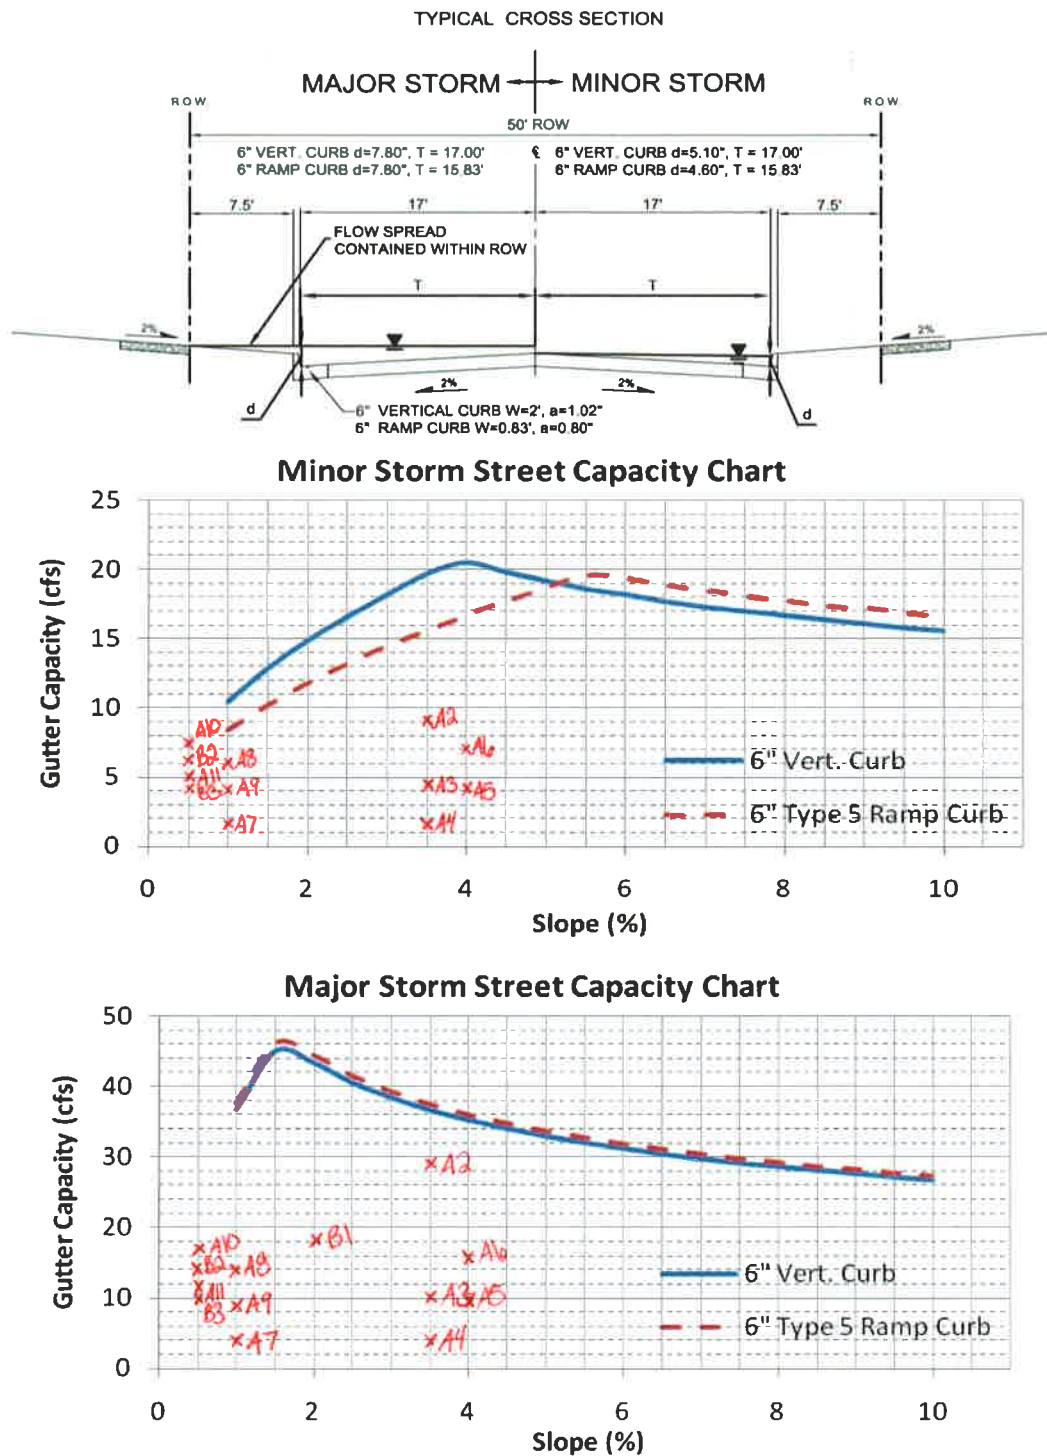 TYPICAL CROSS SECTION
MAJOR STORM
MINOR STORM
R.O.W.
R.O.W.
50' ROW
6" VERT. CURB d=7.80", T = 17.00'
6" RAMP CURB d=7.80", T = 15.83'
6" VERT. CURB d=5.10", T = 17.00'
6" RAMP CURB d=4.60", T = 15.83'
7.5' 17' 17' 7.5'
FLOW SPREAD
CONTAINED WITHIN ROW
T T
2% 2%
2% 2%
d d
6" VERTICAL CURB W=2', a=1.02"
6" RAMP CURB W=0.83', a=0.80"
Minor Storm Street Capacity Chart
Gutter Capacity (cfs)
25
20
15
10
5
0
A10
B2
A11
B3
A8
A9
A7
A2
A3
A4
A6
A5
6" Vert. Curb
6" Type 5 Ramp Curb
0 2 4 6 8 10
Slope (%)
Major Storm Street Capacity Chart
Gutter Capacity (cfs)
50
40
30
20
10
0
A10
B2
A11
B3
A8
A9
A7
B1
A2
A3
A4
A6
A5
6" Vert. Curb
6" Type 5 Ramp Curb
0 2 4 6 8 10
Slope (%)